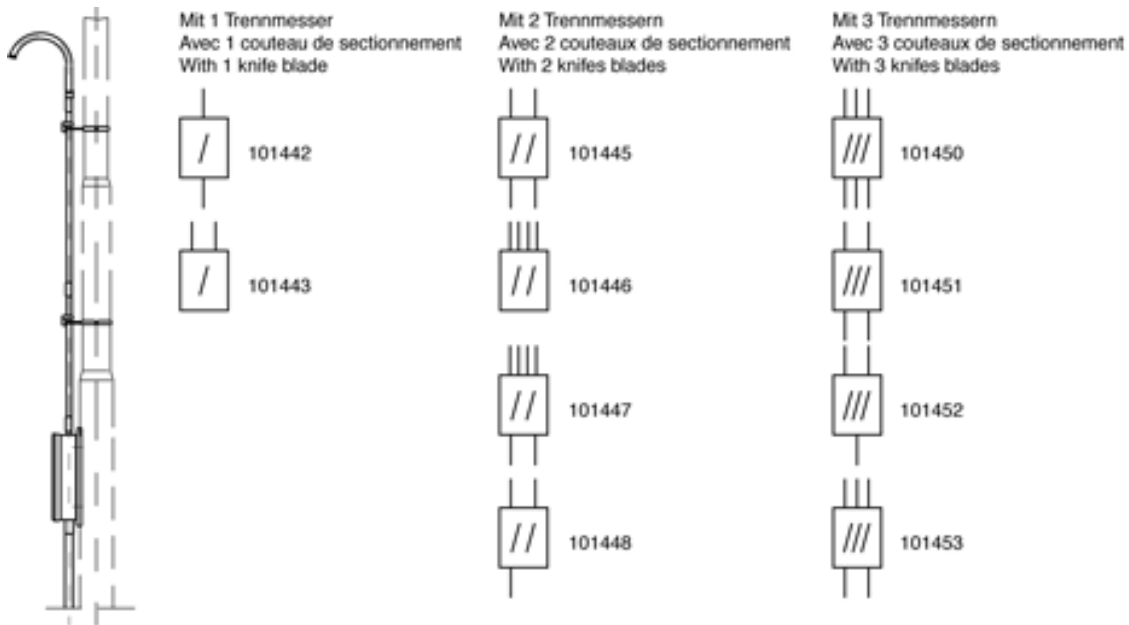 Mit 1 Trennmesser
Avec 1 couteau de sectionnement
With 1 knife blade
101442
101443
Mit 2 Trennmessern
Avec 2 couteaux de sectionnement
With 2 knifes blades
101445
101446
101447
101448
Mit 3 Trennmessern
Avec 3 couteaux de sectionnement
With 3 knifes blades
101450
101451
101452
101453